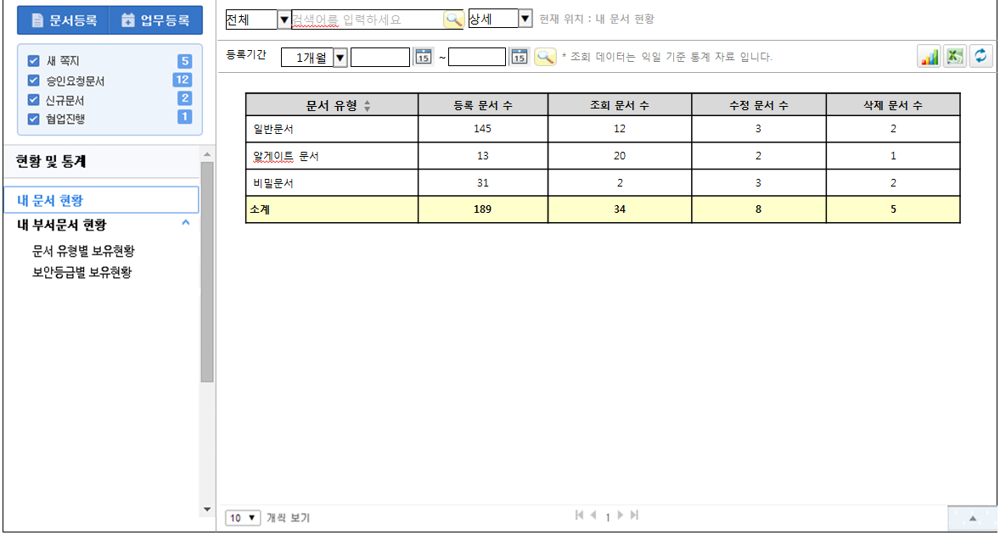 문서등록 업무등록
새 쪽지 5
승인요청문서 12
신규문서 2
협업진행 1
현황 및 통계
내 문서 현황
내 부서문서 현황
문서 유형별 보유현황
보안등급별 보유현황
전체 검색어를 입력하세요 상세 현재 위치 : 내 문서 현황
등록기간 1개월 15 ~ 15 * 조회 데이터는 익일 기준 통계 자료 입니다.
문서 유형 등록 문서 수 조회 문서 수 수정 문서 수 삭제 문서 수
일반문서 145 12 3 2
알게이트 문서 13 20 2 1
비밀문서 31 2 3 2
소계 189 34 8 5
10 개씩 보기 1